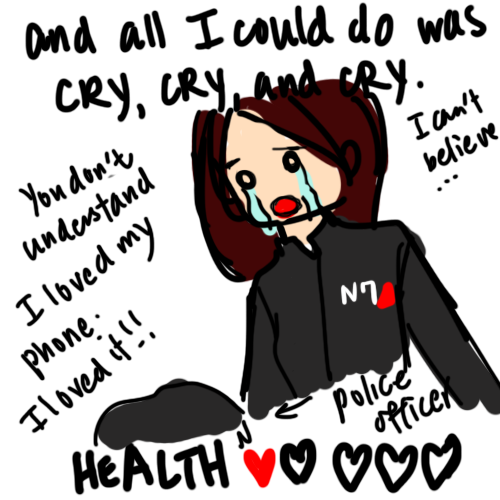 and all I could do was
CRY, CRY, and CRY.
I can't
believe
...
You don't
understand
I loved my
phone.
I loved it!!
N7
police
officer
HEALTH